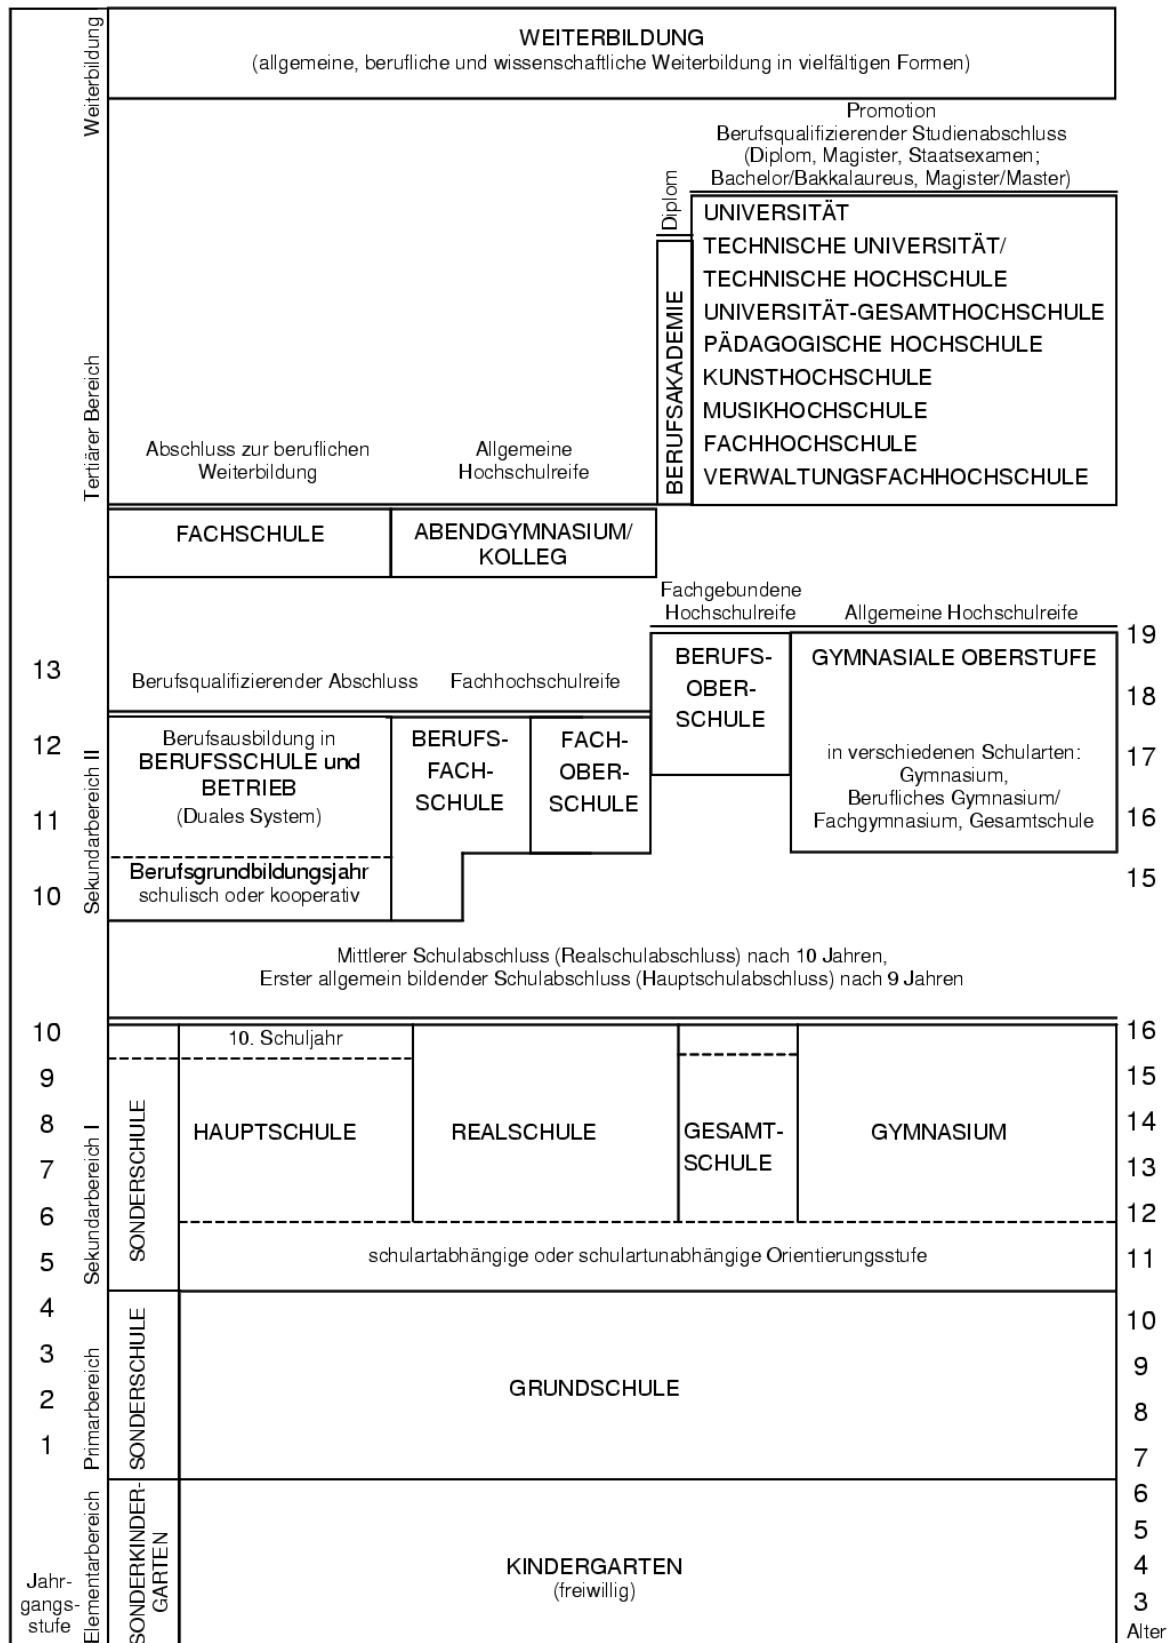 Weiterbildung
WEITERBILDUNG
(allgemeine, berufliche und wissenschaftliche Weiterbildung in vielfältigen Formen)
Promotion
Berufsqualifizierender Studienabschluss
(Diplom, Magister, Staatsexamen;
Bachelor/Bakkalaureus, Magister/Master)
Tertiärer Bereich
Diplom
BERUFSAKADEMIE
UNIVERSITÄT
TECHNISCHE UNIVERSITÄT/
TECHNISCHE HOCHSCHULE
UNIVERSITÄT-GESAMTHOCHSCHULE
PÄDAGOGISCHE HOCHSCHULE
KUNSTHOCHSCHULE
MUSIKHOCHSCHULE
FACHHOCHSCHULE
VERWALTUNGSFACHHOCHSCHULE
Abschluss zur beruflichen
Weiterbildung
Allgemeine
Hochschulreife
FACHSCHULE
ABENDGYMNASIUM/
KOLLEG
Fachgebundene
Hochschulreife
Allgemeine Hochschulreife
13
12
11
10
Sekundarbereich II
Berufsqualifizierender Abschluss
Fachhochschulreife
Berufsausbildung in
BERUFSSCHULE und
BETRIEB
(Duales System)
Berufsgrundbildungsjahr
schulisch oder kooperativ
BERUFS-
FACH-
SCHULE
FACH-
OBER-
SCHULE
BERUFS-
OBER-
SCHULE
GYMNASIALE OBERSTUFE
in verschiedenen Schularten:
Gymnasium,
Berufliches Gymnasium/
Fachgymnasium, Gesamtschule
19
18
17
16
15
Mittlerer Schulabschluss (Realschulabschluss) nach 10 Jahren,
Erster allgemein bildender Schulabschluss (Hauptschulabschluss) nach 9 Jahren
10
9
8
7
6
5
Sekundarbereich I
SONDERSCHULE
10. Schuljahr
HAUPTSCHULE
REALSCHULE
GESAMT-
SCHULE
GYMNASIUM
schulartabhängige oder schulartunabhängige Orientierungsstufe
16
15
14
13
12
11
4
3
2
1
Primarbereich
SONDERSCHULE
GRUNDSCHULE
10
9
8
7
Jahr-
gangs-
stufe
Elementarbereich
SONDERKINDER-
GARTEN
KINDERGARTEN
(freiwillig)
6
5
4
3
Alter